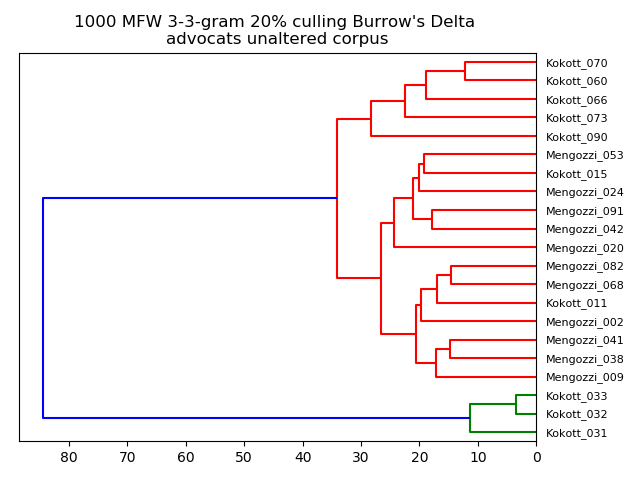 1000 MFW 3-3-gram 20% culling Burrow's Delta
advocats unaltered corpus
Kokott_070
Kokott_060
Kokott_066
Kokott_073
Kokott_090
Mengozzi_053
Kokott_015
Mengozzi_024
Mengozzi_091
Mengozzi_042
Mengozzi_020
Mengozzi_082
Mengozzi_068
Kokott_011
Mengozzi_002
Mengozzi_041
Mengozzi_038
Mengozzi_009
Kokott_033
Kokott_032
Kokott_031
80 70 60 50 40 30 20 10 0